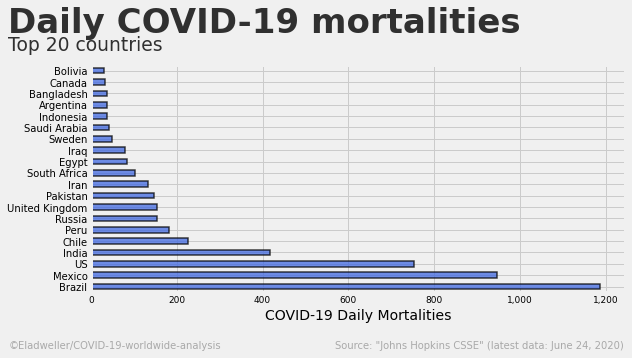 Daily COVID-19 mortalities
Top 20 countries
Bolivia
Canada
Bangladesh
Argentina
Indonesia
Saudi Arabia
Sweden
Iraq
Egypt
South Africa
Iran
Pakistan
United Kingdom
Russia
Peru
Chile
India
US
Mexico
Brazil
0 200 400 600 800 1,000 1,200
COVID-19 Daily Mortalities
©Eladweller/COVID-19-worldwide-analysis Source: "Johns Hopkins CSSE" (latest data: June 24, 2020)